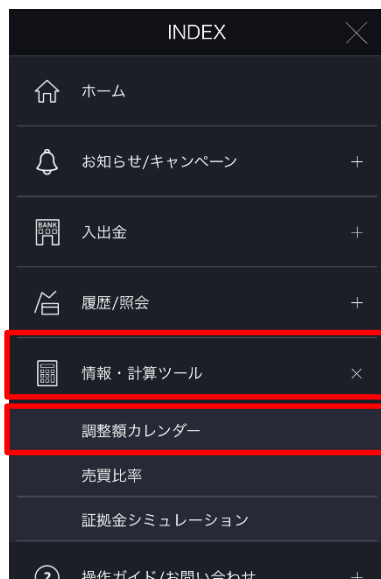 INDEX
ホーム
お知らせ/キャンペーン
BANK
入出金
履歴/照会
情報・計算ツール
調整額カレンダー
売買比率
証拠金シミュレーション
操作ガイド/お問い合わせ